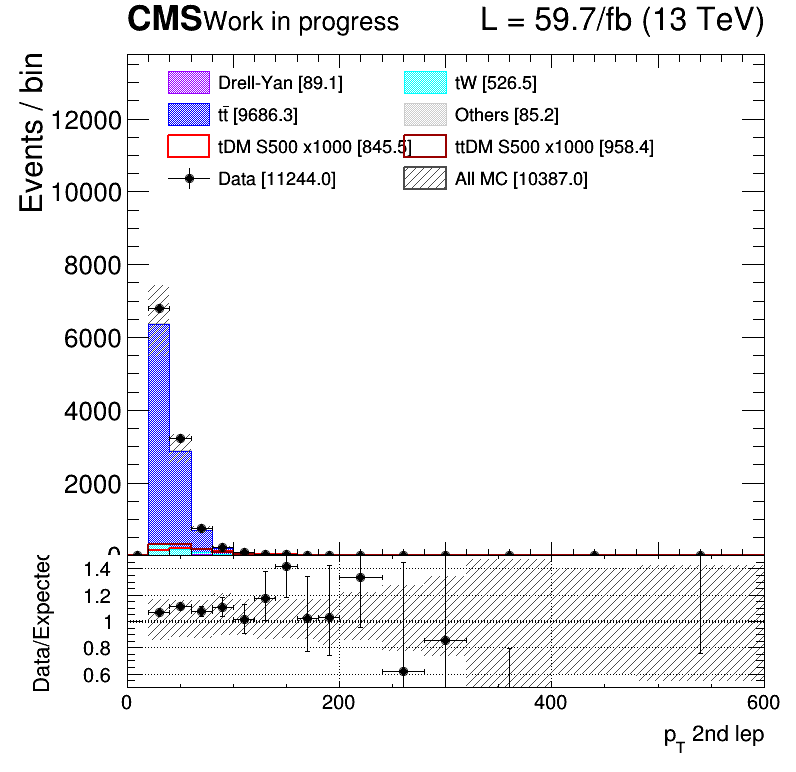 CMS Work in progress L = 59.7/fb (13 TeV)
Events / bin
Drell-Yan [89.1] tW [526.5]
tt̄ [9686.3] Others [85.2]
tDM S500 x1000 [845.5] ttDM S500 x1000 [958.4]
Data [11244.0] All MC [10387.0]
12000
10000
8000
6000
4000
2000
0
Data/Expected
1.4
1.2
1
0.8
0.6
0 200 400 600
p_T 2nd lep